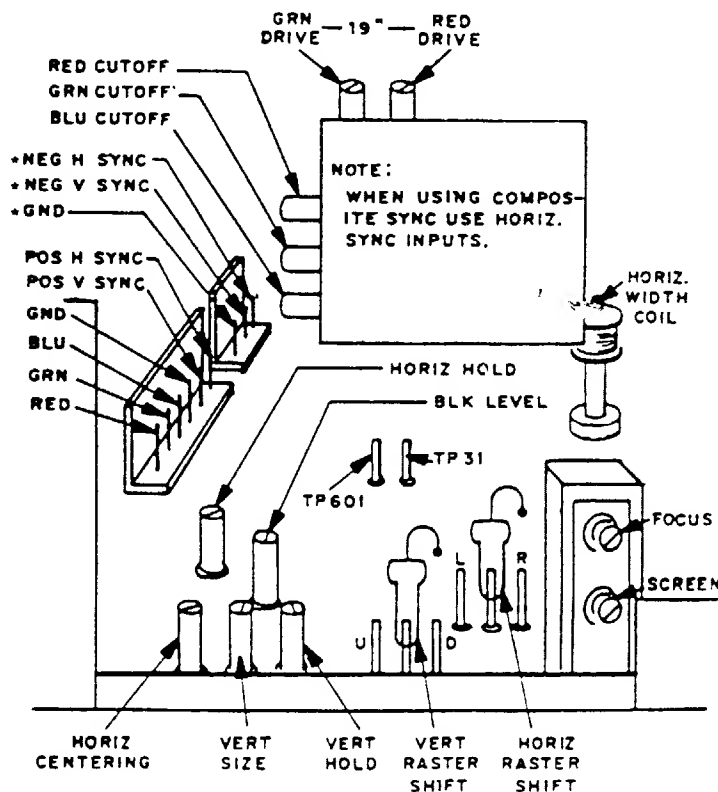 GRN DRIVE
-19"-
RED DRIVE
RED CUTOFF
GRN CUTOFF
BLU CUTOFF
*NEG H SYNC
*NEG V SYNC
*GND
POS H SYNC
POS V SYNC
GND
BLU
GRN
RED
NOTE:
WHEN USING COMPOS-
ITE SYNC USE HORIZ.
SYNC INPUTS.
HORIZ.
WIDTH
COIL
HORIZ HOLD
BLK LEVEL
TP601
TP31
FOCUS
SCREEN
L
R
U
D
HORIZ
CENTERING
VERT
SIZE
VERT
HOLD
VERT
RASTER
SHIFT
HORIZ
RASTER
SHIFT